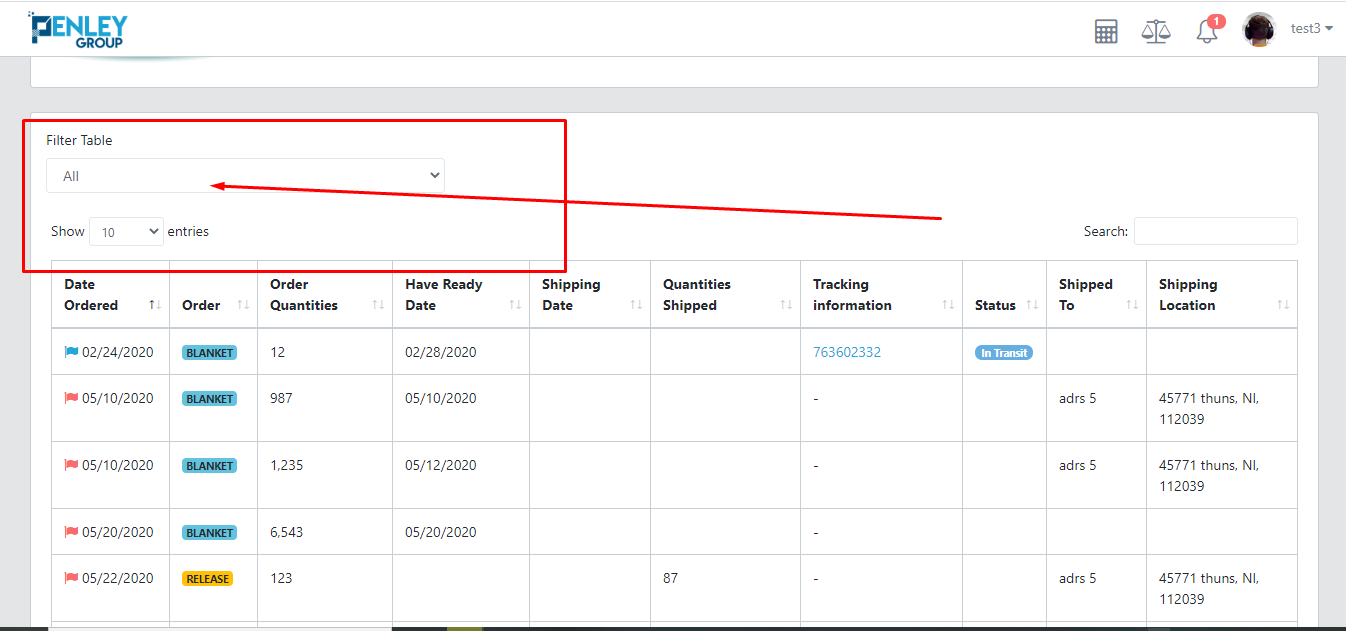 PENLEY
GROUP
1
test3
Filter Table
All
Show 10 entries
Search:
Date Ordered Order Order Quantities Have Ready Date Shipping Date Quantities Shipped Tracking information Status Shipped To Shipping Location
02/24/2020 BLANKET 12 02/28/2020 763602332 In Transit
05/10/2020 BLANKET 987 05/10/2020 - adrs 5 45771 thuns, NI,
112039
05/10/2020 BLANKET 1,235 05/12/2020 - adrs 5 45771 thuns, NI,
112039
05/20/2020 BLANKET 6,543 05/20/2020 -
05/22/2020 RELEASE 123 87 - adrs 5 45771 thuns, NI,
112039